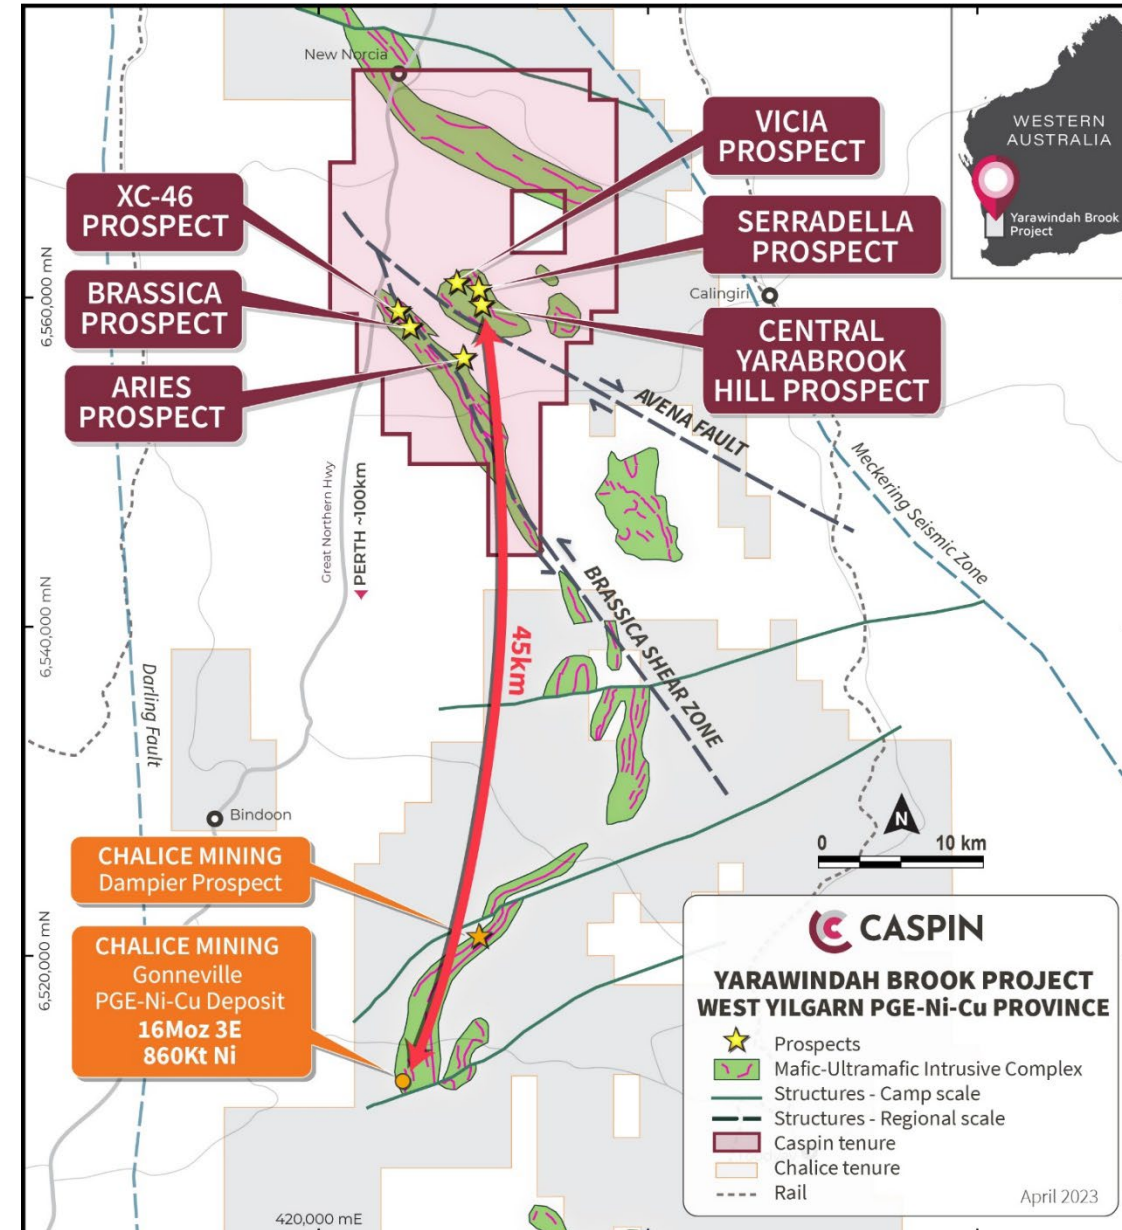 New Norcia
VICIA
PROSPECT
WESTERN
AUSTRALIA
Yarawindah Brook
Project
XC-46
PROSPECT
SERRADELLA
PROSPECT
BRASSICA
PROSPECT
Calingiri
CENTRAL
YARABROOK
HILL PROSPECT
ARIES
PROSPECT
6,560,000 mN
AVENA FAULT
Meckering Seismic Zone
Great Northern Hwy
PERTH ~100km
BRASSICA SHEAR ZONE
6,540,000 mN
45km
Darling Fault
Bindoon
N
0 10 km
CHALICE MINING
Dampier Prospect
CHALICE MINING
Gonneville
PGE-Ni-Cu Deposit
16Moz 3E
860Kt Ni
6,520,000 mN
CASPIN
YARAWINDAH BROOK PROJECT
WEST YILGARN PGE-Ni-Cu PROVINCE
Prospects
Mafic-Ultramafic Intrusive Complex
Structures - Camp scale
Structures - Regional scale
Caspin tenure
Chalice tenure
Rail
April 2023
420,000 mE